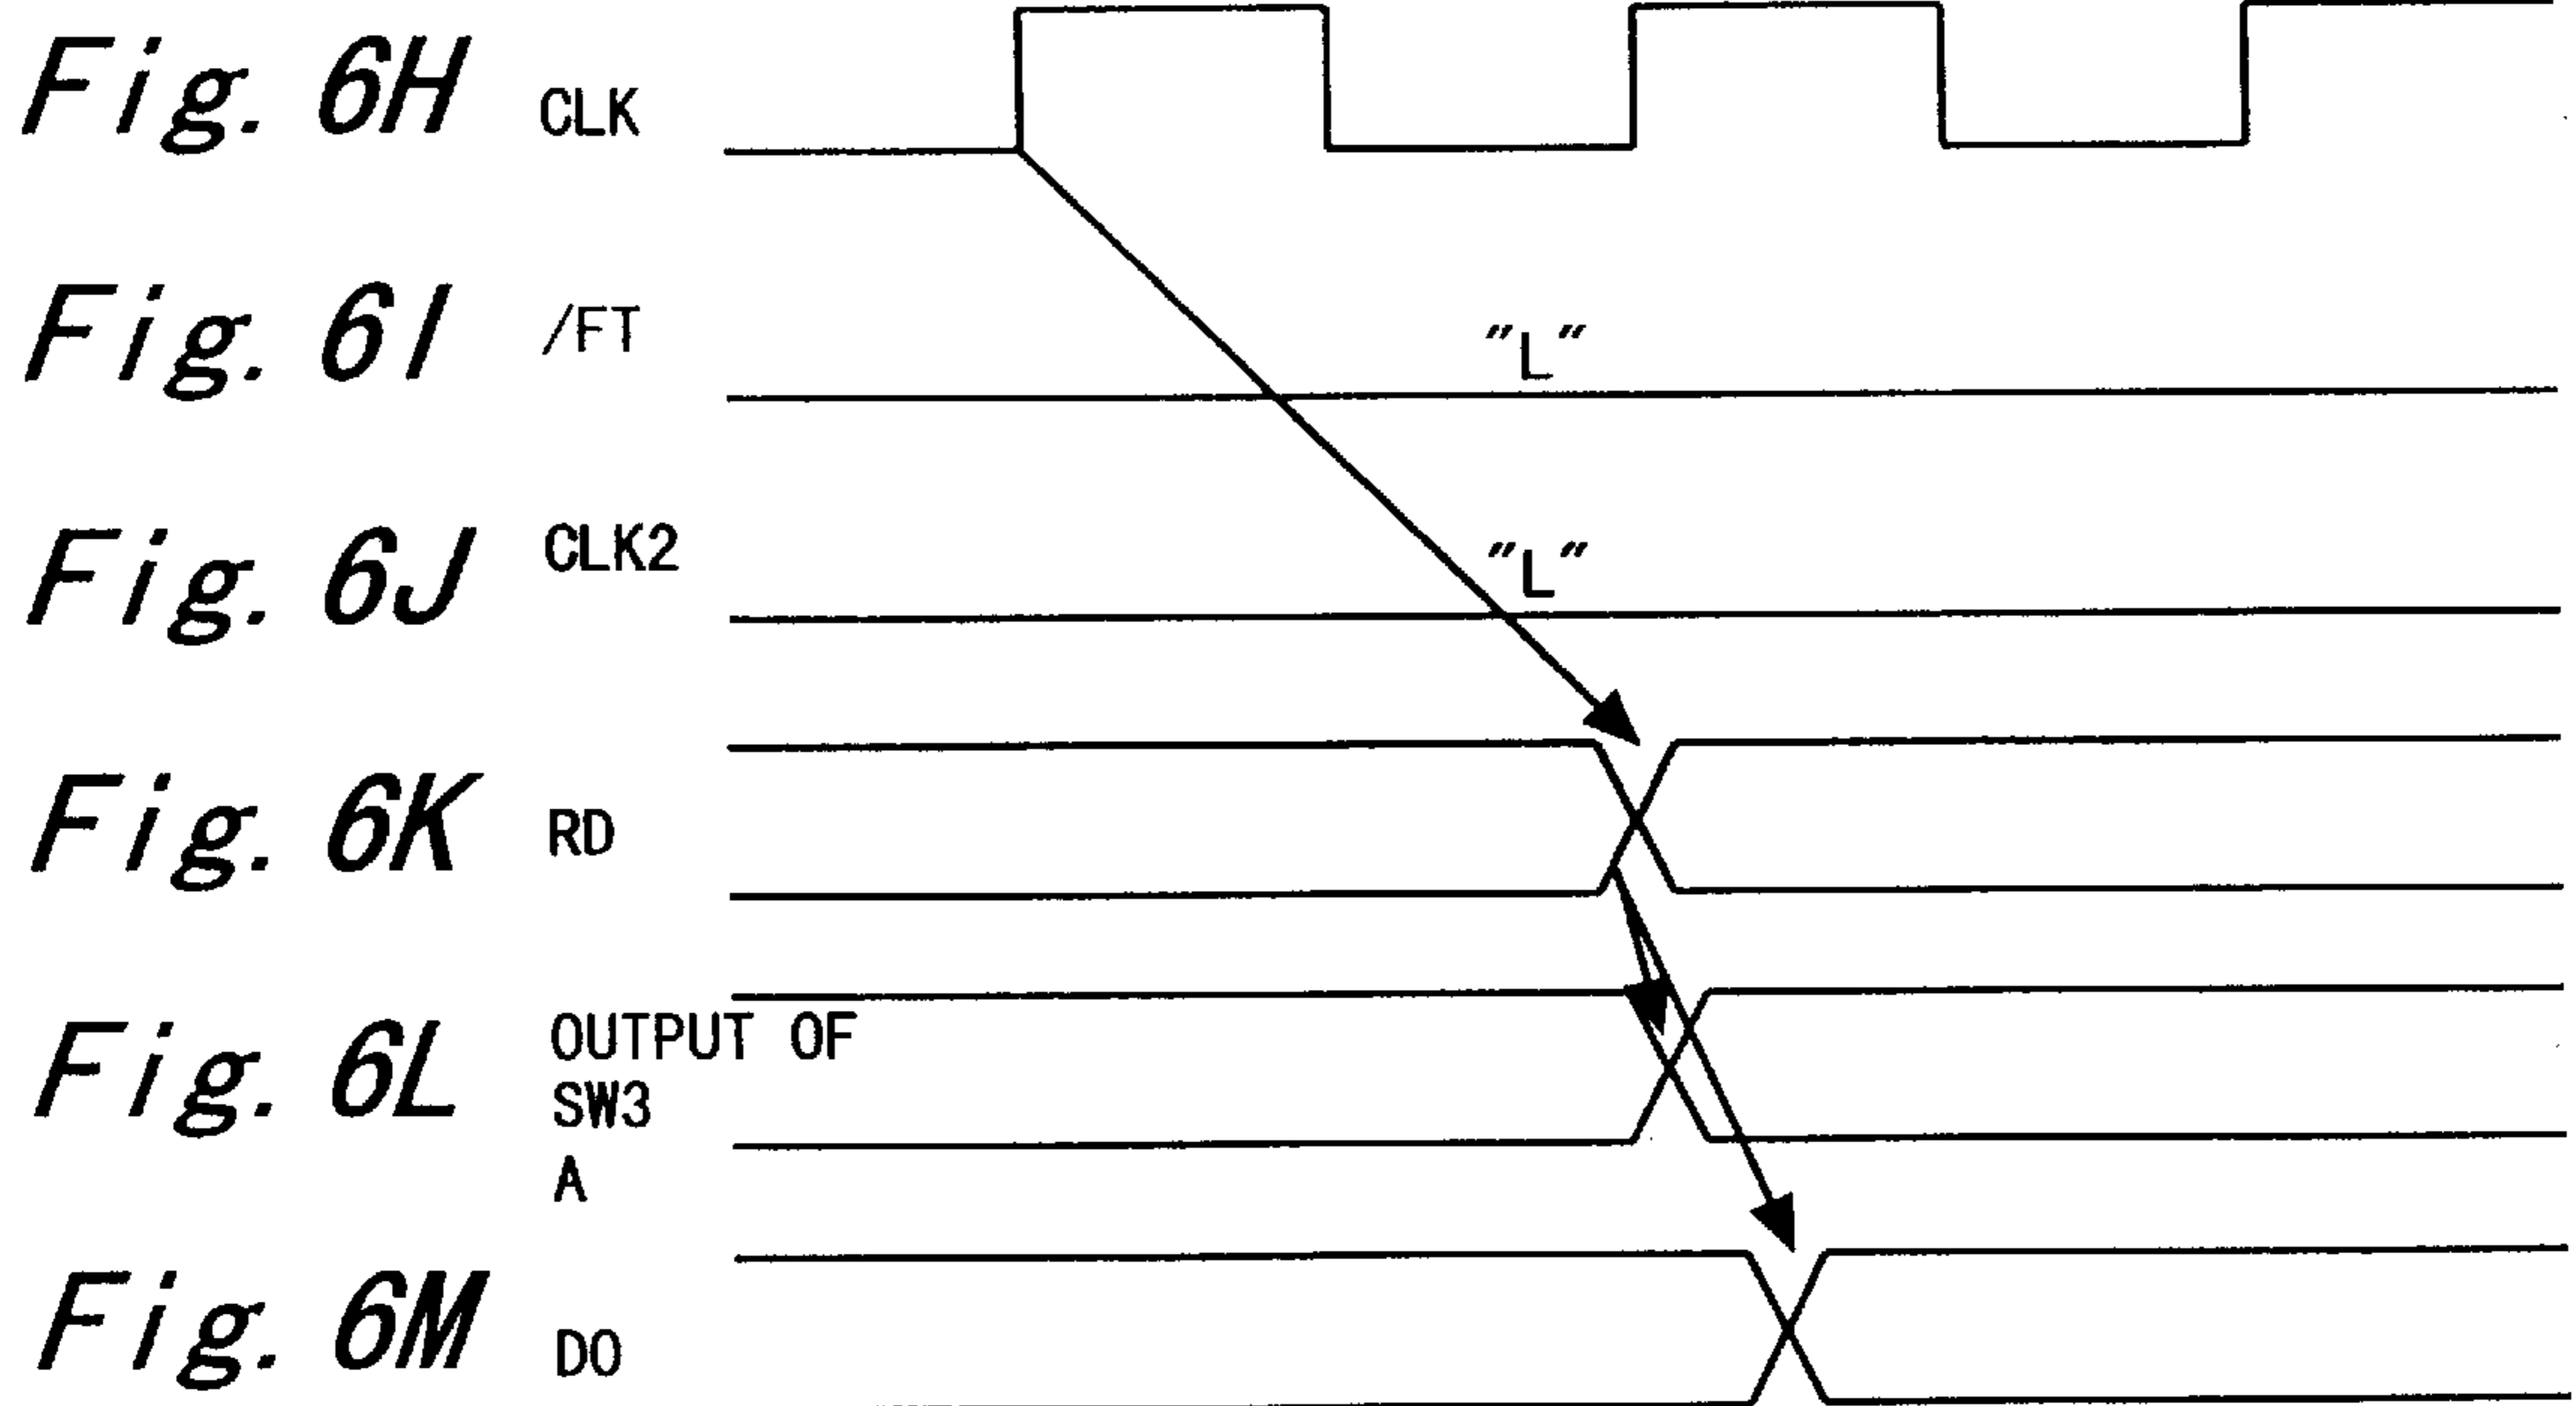 Fig. 6H CLK
Fig. 6I /FT "L"
Fig. 6J CLK2 "L"
Fig. 6K RD
Fig. 6L OUTPUT OF
SW3
A
Fig. 6M DO